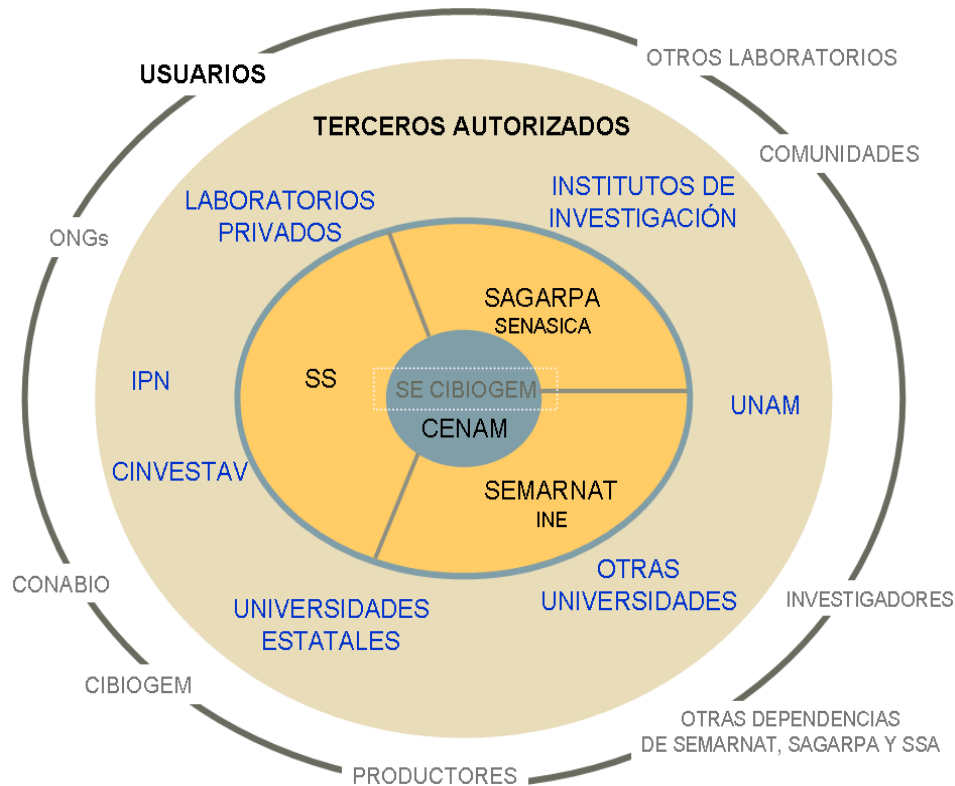 OTROS LABORATORIOS
USUARIOS
TERCEROS AUTORIZADOS
COMUNIDADES
LABORATORIOS
PRIVADOS
INSTITUTOS DE
INVESTIGACIÓN
ONGs
SAGARPA
SENASICA
SS
IPN
SE CIBIOGEM
CENAM
UNAM
CINVESTAV
SEMARNAT
INE
CONABIO
OTRAS
UNIVERSIDADES
UNIVERSIDADES
ESTATALES
INVESTIGADORES
CIBIOGEM
OTRAS DEPENDENCIAS
DE SEMARNAT, SAGARPA Y SSA
PRODUCTORES